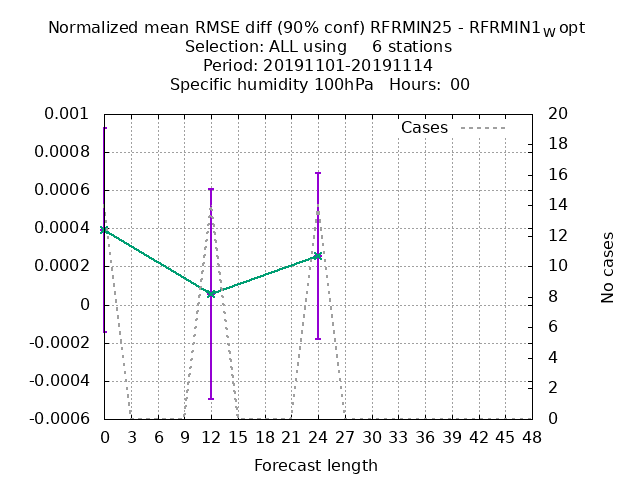 Normalized mean RMSE diff (90% conf) RFRMIN25 - RFRMIN1W opt
Selection: ALL using 6 stations
Period: 20191101-20191114
Specific humidity 100hPa Hours: 00
Cases
0.001
0.0008
0.0006
0.0004
0.0002
0
-0.0002
-0.0004
-0.0006
20
18
16
14
12
10
8
6
4
2
0
No cases
0 3 6 9 12 15 18 21 24 27 30 33 36 39 42 45 48
Forecast length